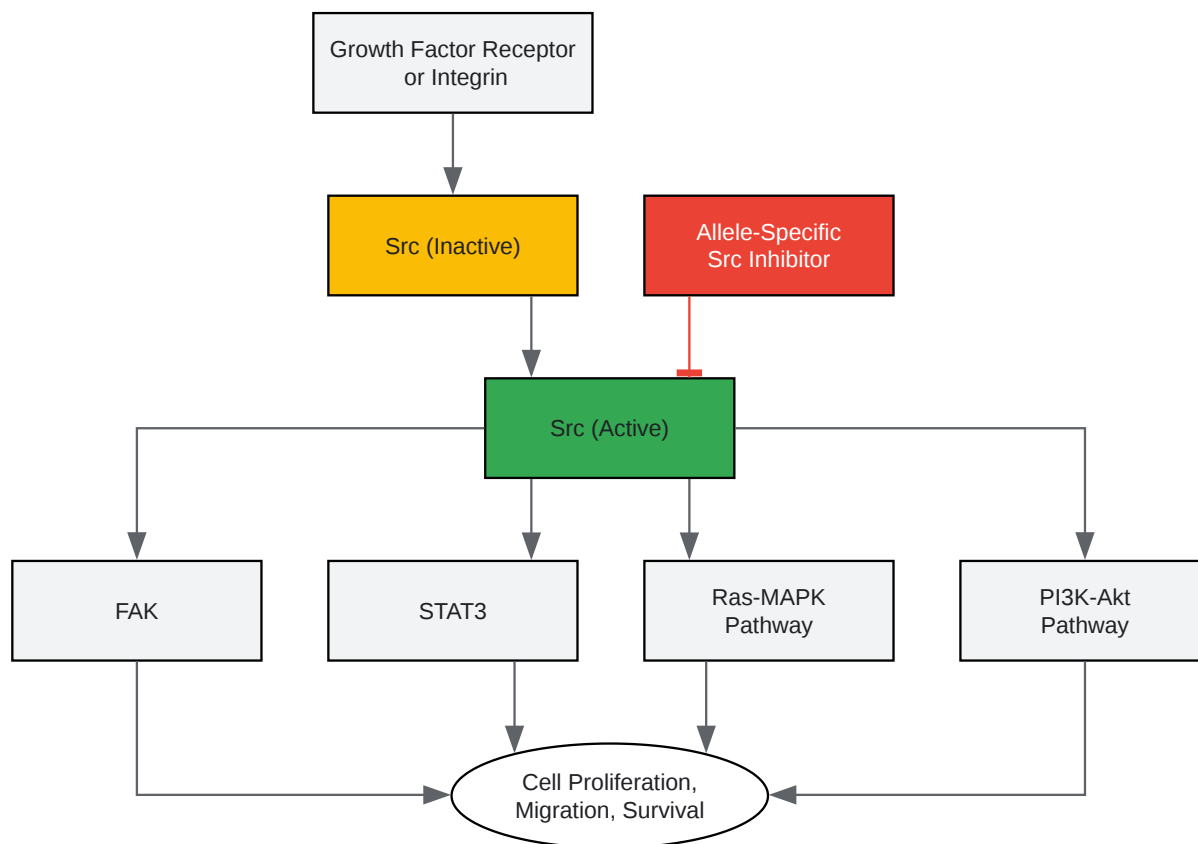 Growth Factor Receptor
or Integrin
Src (Inactive)
Allele-Specific
Src Inhibitor
Src (Active)
FAK
STAT3
Ras-MAPK
Pathway
PI3K-Akt
Pathway
Cell Proliferation,
Migration, Survival